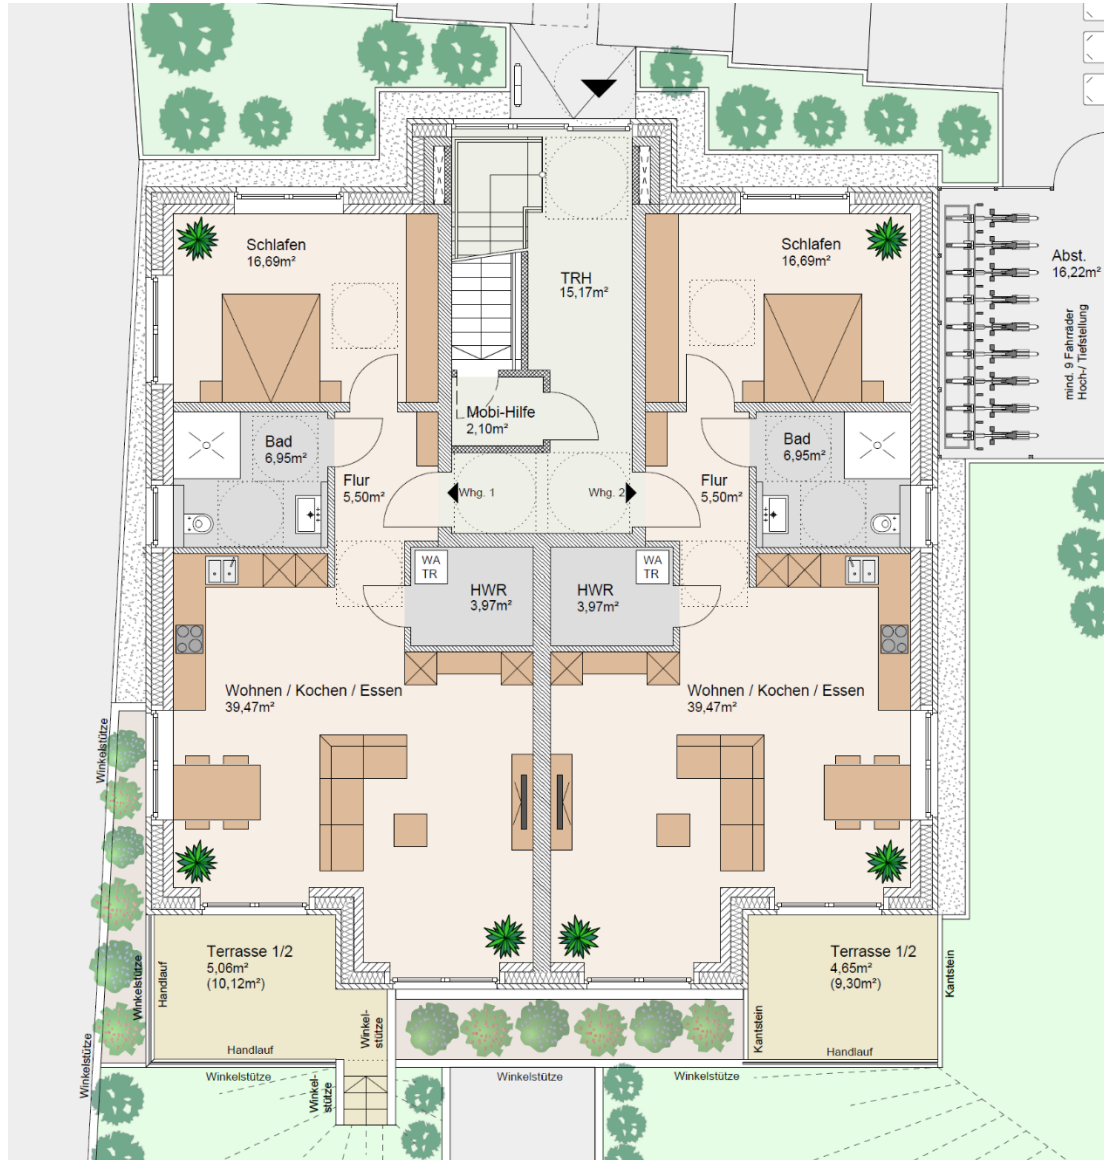 Schlafen
16,69m²
TRH
15,17m²
Schlafen
16,69m²
Abst.
16,22m²
mind. 9 Fahrräder
Hoch-/ Tiefstellung
Mobi-Hilfe
2,10m²
Bad
6,95m²
Bad
6,95m²
Flur
5,50m²
Whg. 1
Whg. 2
Flur
5,50m²
WA
TR
HWR
3,97m²
WA
TR
HWR
3,97m²
Wohnen / Kochen / Essen
39,47m²
Wohnen / Kochen / Essen
39,47m²
Winkelstütze
Winkelstütze
Winkelstütze
Handlauf
Terrasse 1/2
5,06m²
(10,12m²)
Handlauf
Winkel-
stütze
Winkelstütze
Winkel-
stütze
Winkelstütze
Winkelstütze
Kantstein
Terrasse 1/2
4,65m²
(9,30m²)
Handlauf
Kantstein